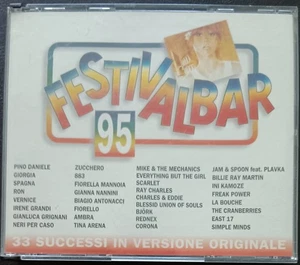 FESTIVALBAR
95
PINO DANIELE
GIORGIA
SPAGNA
RON
VERNICE
IRENE GRANDI
GIANLUCA GRIGNANI
NERI PER CASO
ZUCCHERO
883
FIORELLA MANNOIA
GIANNA NANNINI
BIAGIO ANTONACCI
FIORELLO
AMBRA
TINA ARENA
MIKE & THE MECHANICS
EVERYTHING BUT THE GIRL
SCARLET
RAY CHARLES
CHARLES & EDDIE
BLESSID UNION OF SOULS
BJÖRK
REDNEX
CORONA
JAM & SPOON feat. PLAVKA
BILLIE RAY MARTIN
INI KAMOZE
FREAK POWER
LA BOUCHE
THE CRANBERRIES
EAST 17
SIMPLE MINDS
33 SUCCESSI IN VERSIONE ORIGINALE